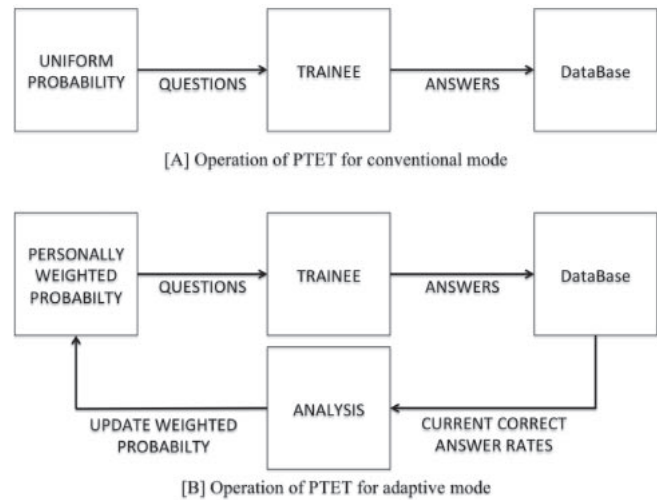 UNIFORM
PROBABILITY
QUESTIONS
TRAINEE
ANSWERS
DataBase
[A] Operation of PTET for conventional mode
PERSONALLY
WEIGHTED
PROBABILTY
QUESTIONS
TRAINEE
ANSWERS
DataBase
UPDATE WEIGHTED
PROBABILTY
ANALYSIS
CURRENT CORRECT
ANSWER RATES
[B] Operation of PTET for adaptive mode